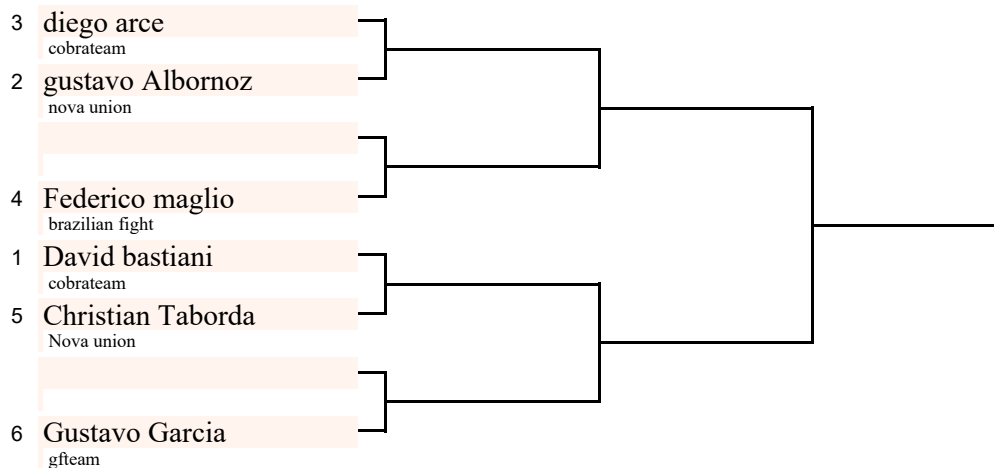 3 diego arce
cobrateam
2 gustavo Albornoz
nova union
4 Federico maglio
brazilian fight
1 David bastiani
cobrateam
5 Christian Taborda
Nova union
6 Gustavo Garcia
gfteam